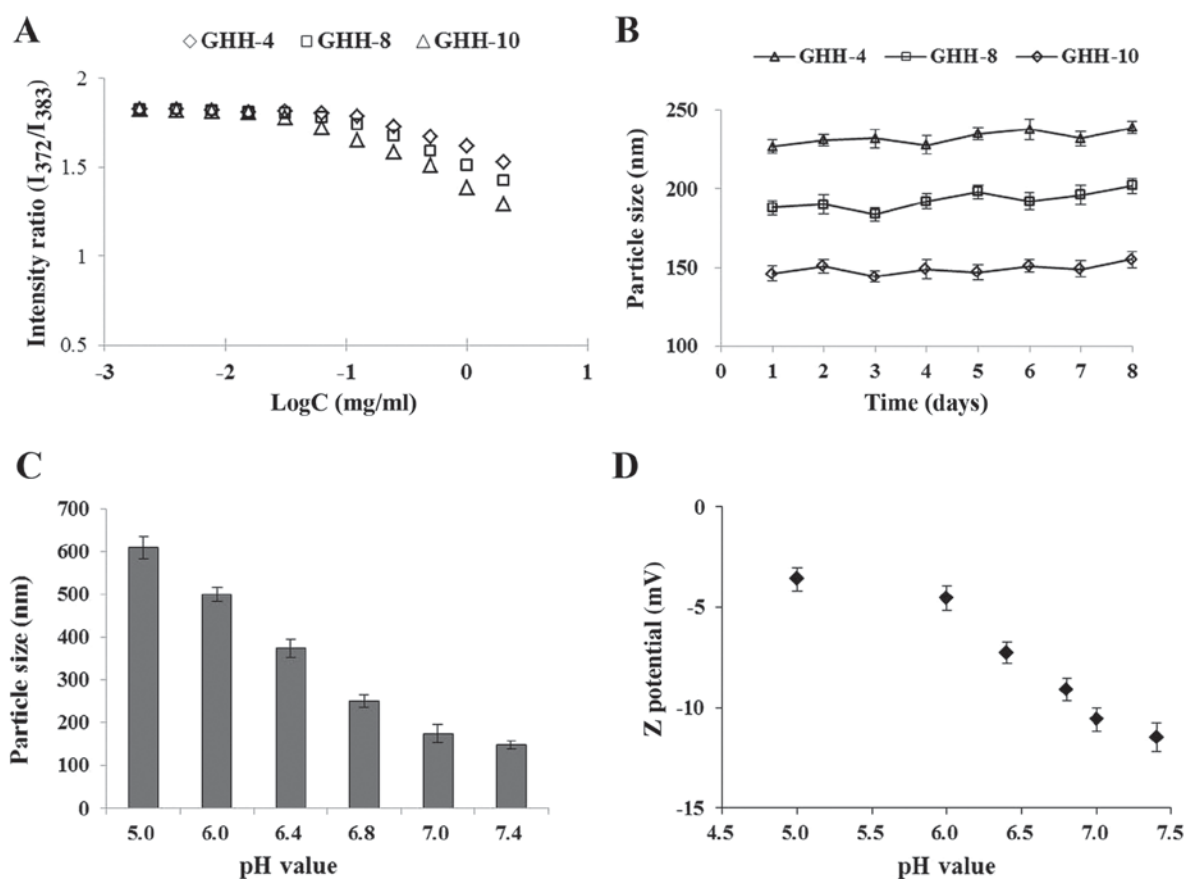 A
GHH-4 GHH-8 GHH-10
Intensity ratio (I372/I383)
2
1.5
1
0.5
-3 -2 -1 0 1
LogC (mg/ml)
B
GHH-4 GHH-8 GHH-10
Particle size (nm)
250
200
150
100
0 1 2 3 4 5 6 7 8
Time (days)
C
Particle size (nm)
700
600
500
400
300
200
100
0
5.0 6.0 6.4 6.8 7.0 7.4
pH value
D
Z potential (mV)
0
-5
-10
-15
4.5 5.0 5.5 6.0 6.5 7.0 7.5
pH value